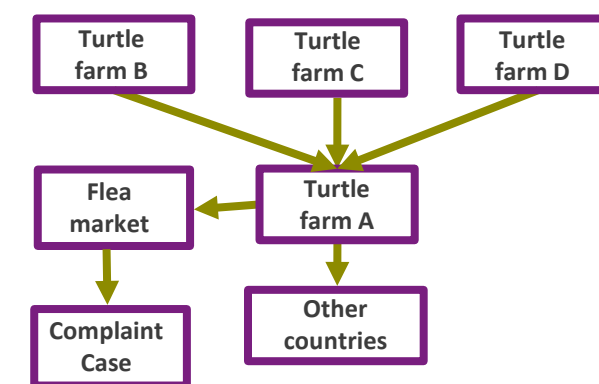 Turtle
farm B
Turtle
farm C
Turtle
farm D
Flea
market
Turtle
farm A
Complaint
Case
Other
countries